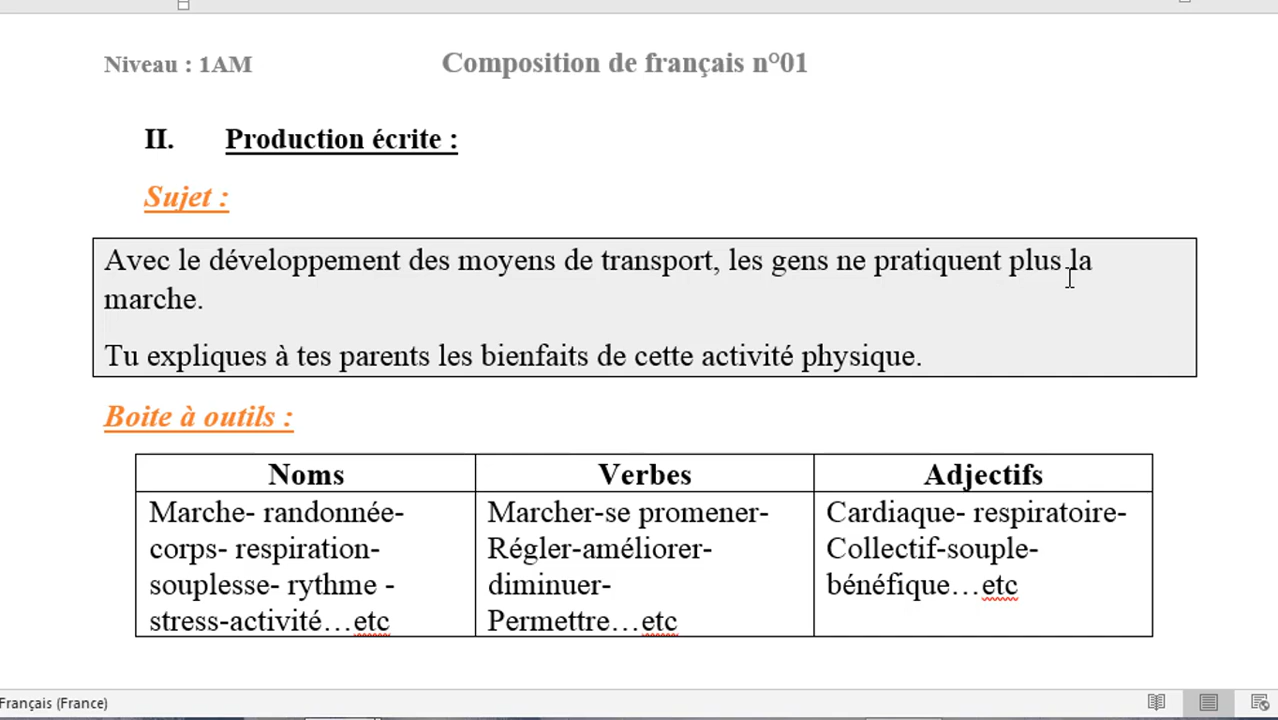 Niveau : 1AM
Composition de français n°01
II. Production écrite :
Sujet :
Avec le développement des moyens de transport, les gens ne pratiquent plus la
marche.
Tu expliques à tes parents les bienfaits de cette activité physique.
Boite à outils :
Noms Verbes Adjectifs
Marche- randonnée-
corps- respiration-
souplesse- rythme -
stress-activité…etc
Marcher-se promener-
Régler-améliorer-
diminuer-
Permettre…etc
Cardiaque- respiratoire-
Collectif-souple-
bénéfique…etc
Français (France)